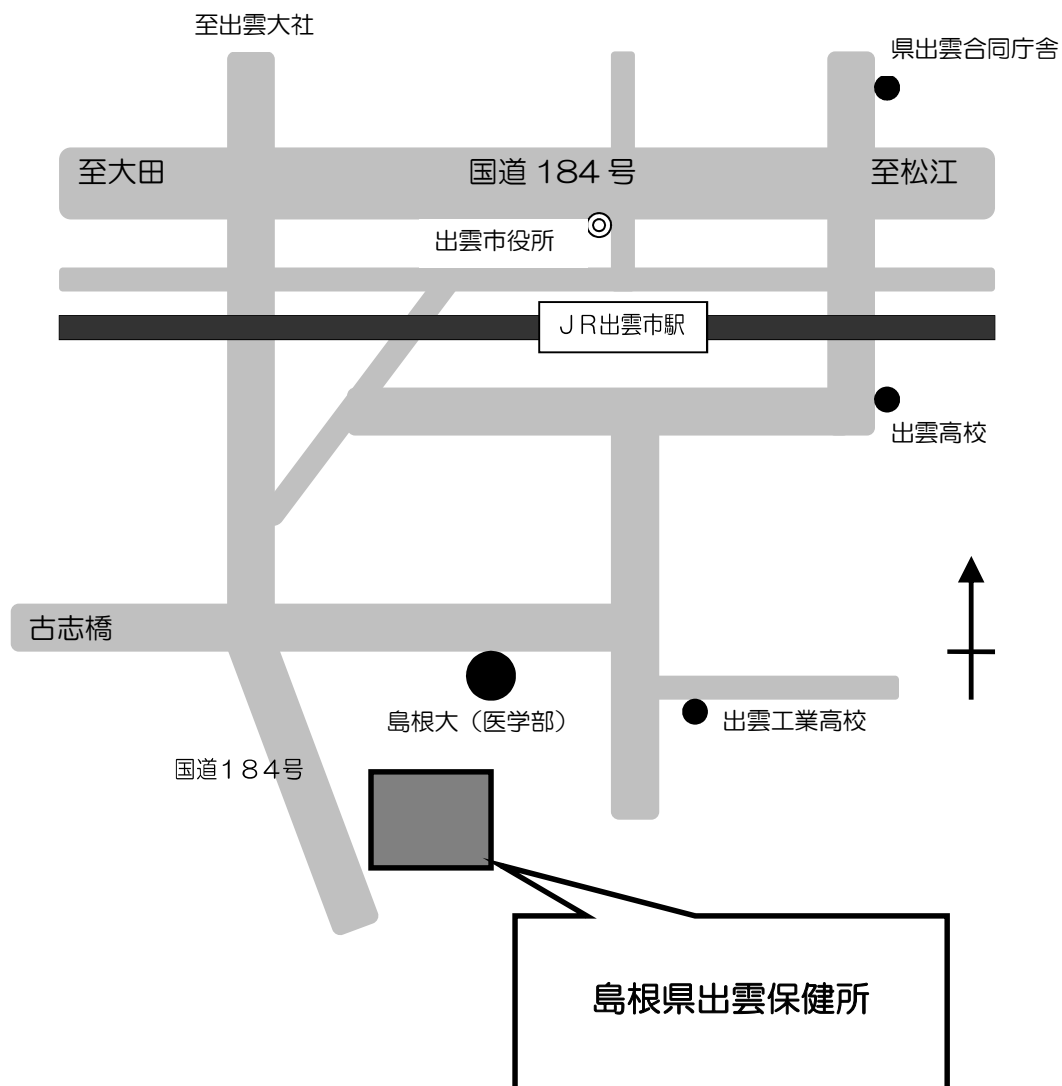 至出雲大社
県出雲合同庁舎
至大田
国道 184 号
至松江
出雲市役所
ＪＲ出雲市駅
出雲高校
古志橋
島根大（医学部）
出雲工業高校
国道１８４号
島根県出雲保健所